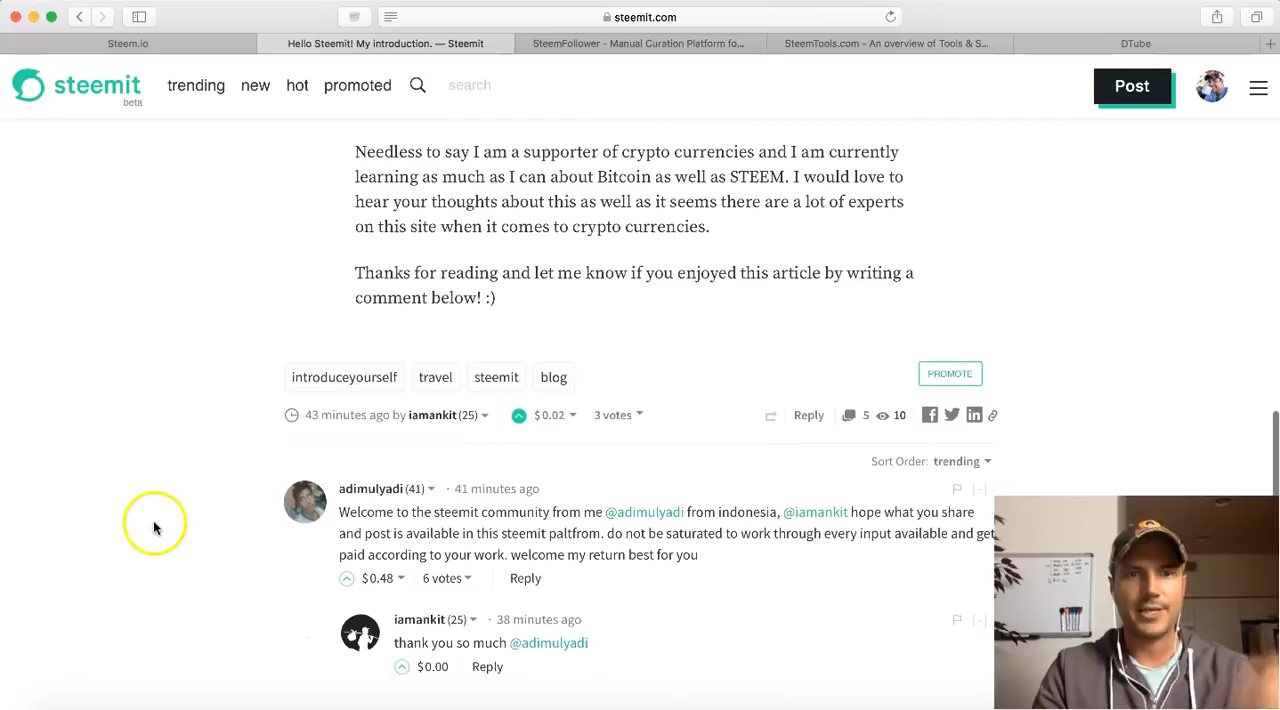 steemit.com
Steem.io
Hello Steemit! My introduction. — Steemit
SteemFollower - Manual Curation Platform fo...
SteemTools.com - An overview of Tools & S...
DTube
steemit
beta
trending new hot promoted search
Post
Needless to say I am a supporter of crypto currencies and I am currently
learning as much as I can about Bitcoin as well as STEEM. I would love to
hear your thoughts about this as well as it seems there are a lot of experts
on this site when it comes to crypto currencies.
Thanks for reading and let me know if you enjoyed this article by writing a
comment below! :)
introduceyourself travel steemit blog
PROMOTE
43 minutes ago by iamankit (25) $0.02 3 votes Reply 5 10
Sort Order: trending
adimulyadi (41) · 41 minutes ago [-]
Welcome to the steemit community from me @adimulyadi from indonesia, @iamankit hope what you share
and post is available in this steemit paltfrom. do not be saturated to work through every input available and get
paid according to your work. welcome my return best for you
$0.48 6 votes Reply
iamankit (25) · 38 minutes ago [-]
thank you so much @adimulyadi
$0.00 Reply